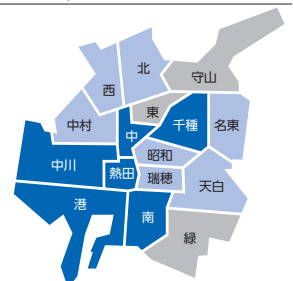 北
守山
西
東
千種
名東
中村
中
昭和
中川
熱田
瑞穂
天白
港
南
緑